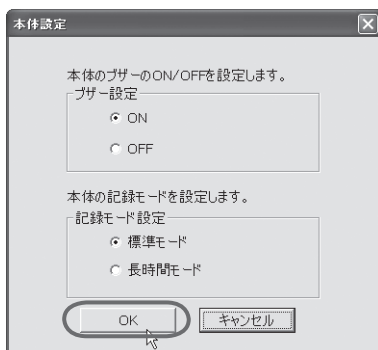 本体設定
本体のブザーのON/OFFを設定します。
ブザー設定
ON
OFF
本体の記録モードを設定します。
記録モード設定
標準モード
長時間モード
OK
キャンセル